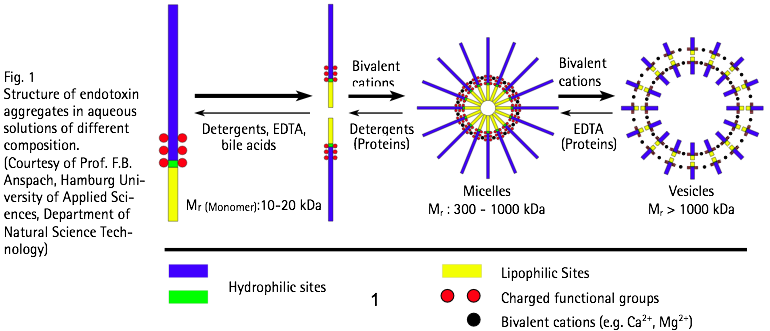 Fig. 1
Structure of endotoxin
aggregates in aqueous
solutions of different
composition.
(Courtesy of Prof. F.B.
Anspach, Hamburg Uni-
versity of Applied Sci-
ences, Department of
Natural Science Tech-
nology)
Detergents, EDTA,
bile acids
Mr (Monomer):10-20 kDa
Bivalent
cations
Detergents
(Proteins)
Micelles
Mr : 300 - 1000 kDa
Bivalent
cations
EDTA
(Proteins)
Vesicles
Mr > 1000 kDa
Hydrophilic sites
1
Lipophilic Sites
Charged functional groups
Bivalent cations (e.g. Ca²⁺, Mg²⁺)